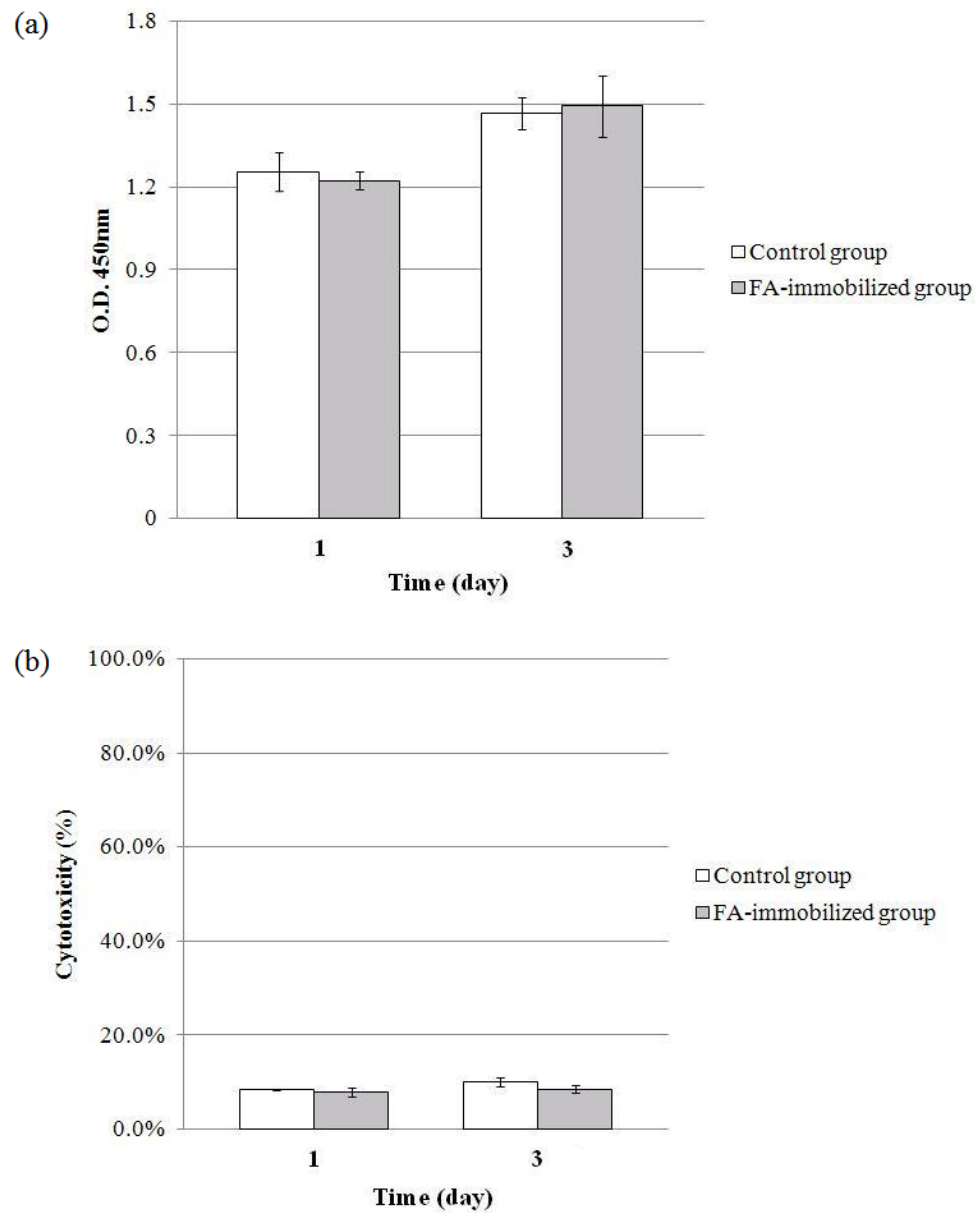 (a)
1.8
1.5
1.2
0.9
0.6
0.3
0
O.D. 450nm
1 3
Time (day)
Control group
FA-immobilized group
(b)
100.0%
80.0%
60.0%
40.0%
20.0%
0.0%
Cytotoxicity (%)
1 3
Time (day)
Control group
FA-immobilized group